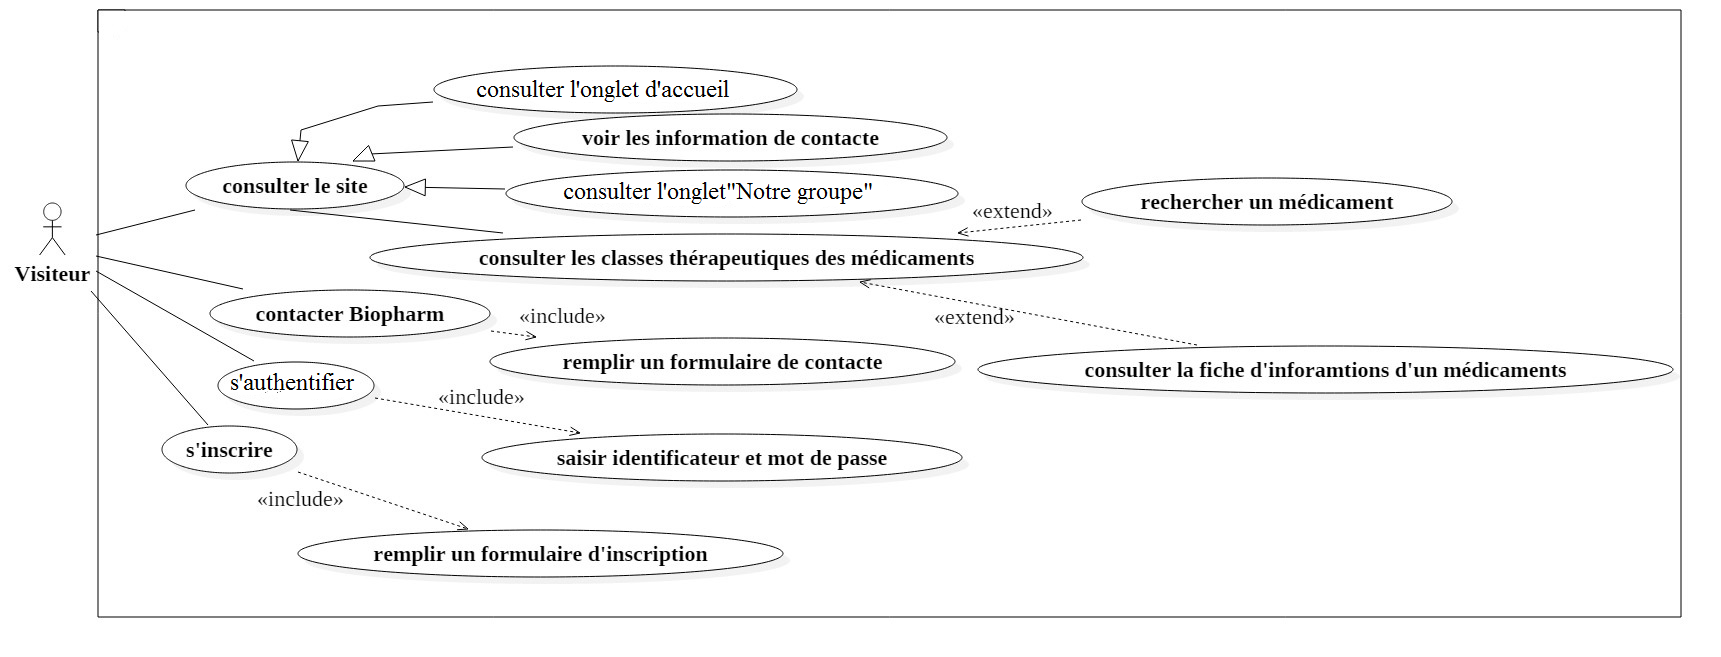 consulter l'onglet d'accueil
voir les information de contacte
consulter le site
consulter l'onglet"Notre groupe"
rechercher un médicament
«extend»
Visiteur
consulter les classes thérapeutiques des médicaments
contacter Biopharm
«include»
«extend»
remplir un formulaire de contacte
consulter la fiche d'inforamtions d'un médicaments
s'authentifier
«include»
s'inscrire
saisir identificateur et mot de passe
«include»
remplir un formulaire d'inscription